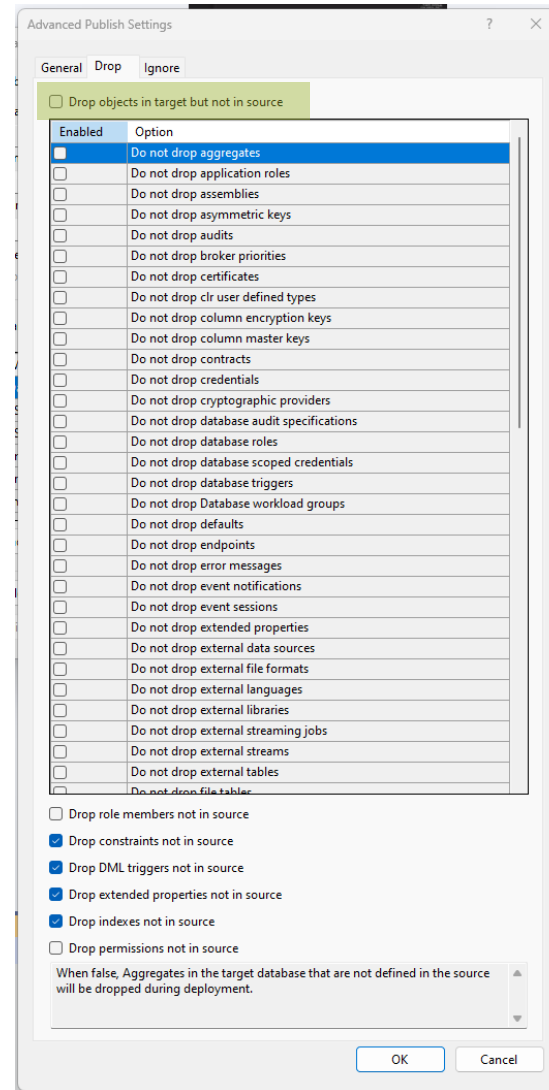 Advanced Publish Settings
General Drop Ignore
Drop objects in target but not in source
Enabled Option
Do not drop aggregates
Do not drop application roles
Do not drop assemblies
Do not drop asymmetric keys
Do not drop audits
Do not drop broker priorities
Do not drop certificates
Do not drop clr user defined types
Do not drop column encryption keys
Do not drop column master keys
Do not drop contracts
Do not drop credentials
Do not drop cryptographic providers
Do not drop database audit specifications
Do not drop database roles
Do not drop database scoped credentials
Do not drop database triggers
Do not drop Database workload groups
Do not drop defaults
Do not drop endpoints
Do not drop error messages
Do not drop event notifications
Do not drop event sessions
Do not drop extended properties
Do not drop external data sources
Do not drop external file formats
Do not drop external languages
Do not drop external libraries
Do not drop external streaming jobs
Do not drop external streams
Do not drop external tables
Do not drop file tables
Drop role members not in source
Drop constraints not in source
Drop DML triggers not in source
Drop extended properties not in source
Drop indexes not in source
Drop permissions not in source
When false, Aggregates in the target database that are not defined in the source
will be dropped during deployment.
OK Cancel